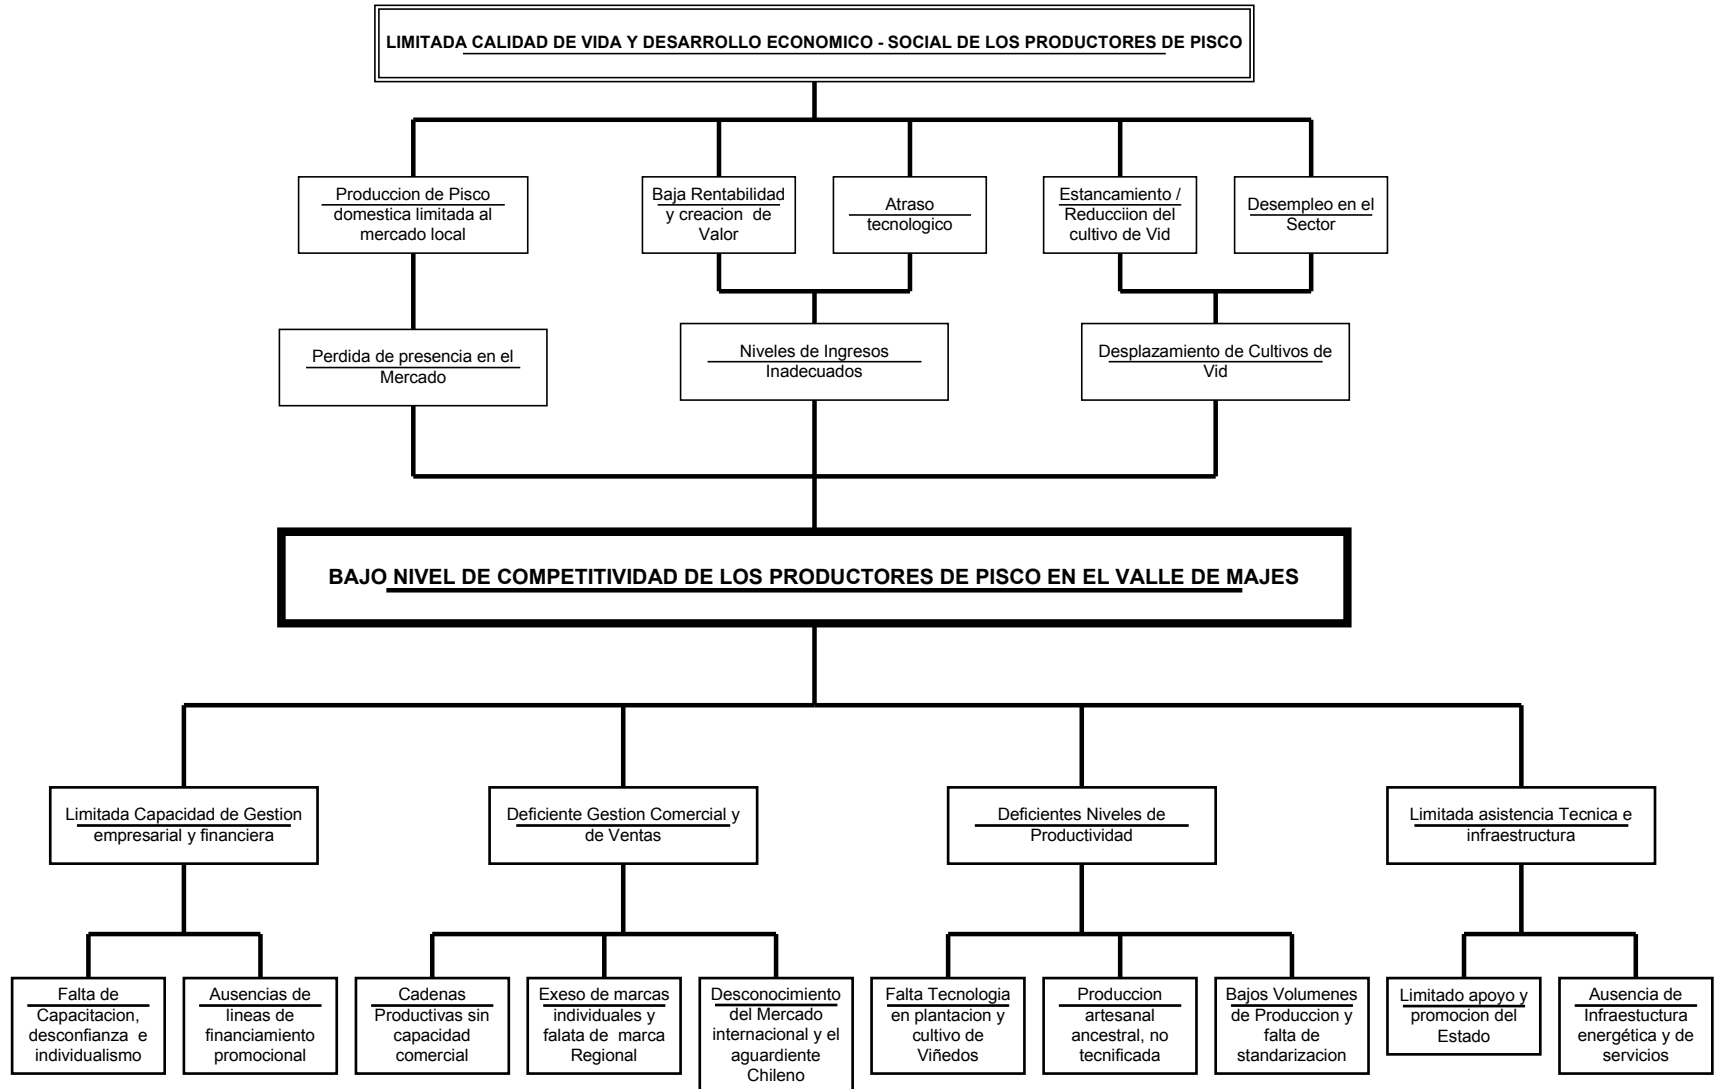 LIMITADA CALIDAD DE VIDA Y DESARROLLO ECONOMICO - SOCIAL DE LOS PRODUCTORES DE PISCO
Produccion de Pisco
domestica limitada al
mercado local
Baja Rentabilidad
y creacion de
Valor
Atraso
tecnologico
Estancamiento /
Reducciion del
cultivo de Vid
Desempleo en el
Sector
Perdida de presencia en el
Mercado
Niveles de Ingresos
Inadecuados
Desplazamiento de Cultivos de
Vid
BAJO NIVEL DE COMPETITIVIDAD DE LOS PRODUCTORES DE PISCO EN EL VALLE DE MAJES
Limitada Capacidad de Gestion
empresarial y financiera
Deficiente Gestion Comercial y
de Ventas
Deficientes Niveles de
Productividad
Limitada asistencia Tecnica e
infraestructura
Falta de
Capacitacion,
desconfianza e
individualismo
Ausencias de
lineas de
financiamiento
promocional
Cadenas
Productivas sin
capacidad
comercial
Exeso de marcas
individuales y
falata de marca
Regional
Desconocimiento
del Mercado
internacional y el
aguardiente
Chileno
Falta Tecnologia
en plantacion y
cultivo de
Viñedos
Produccion
artesanal
ancestral, no
tecnificada
Bajos Volumenes
de Produccion y
falta de
standarizacion
Limitado apoyo y
promocion del
Estado
Ausencia de
Infraestuctura
energética y de
servicios